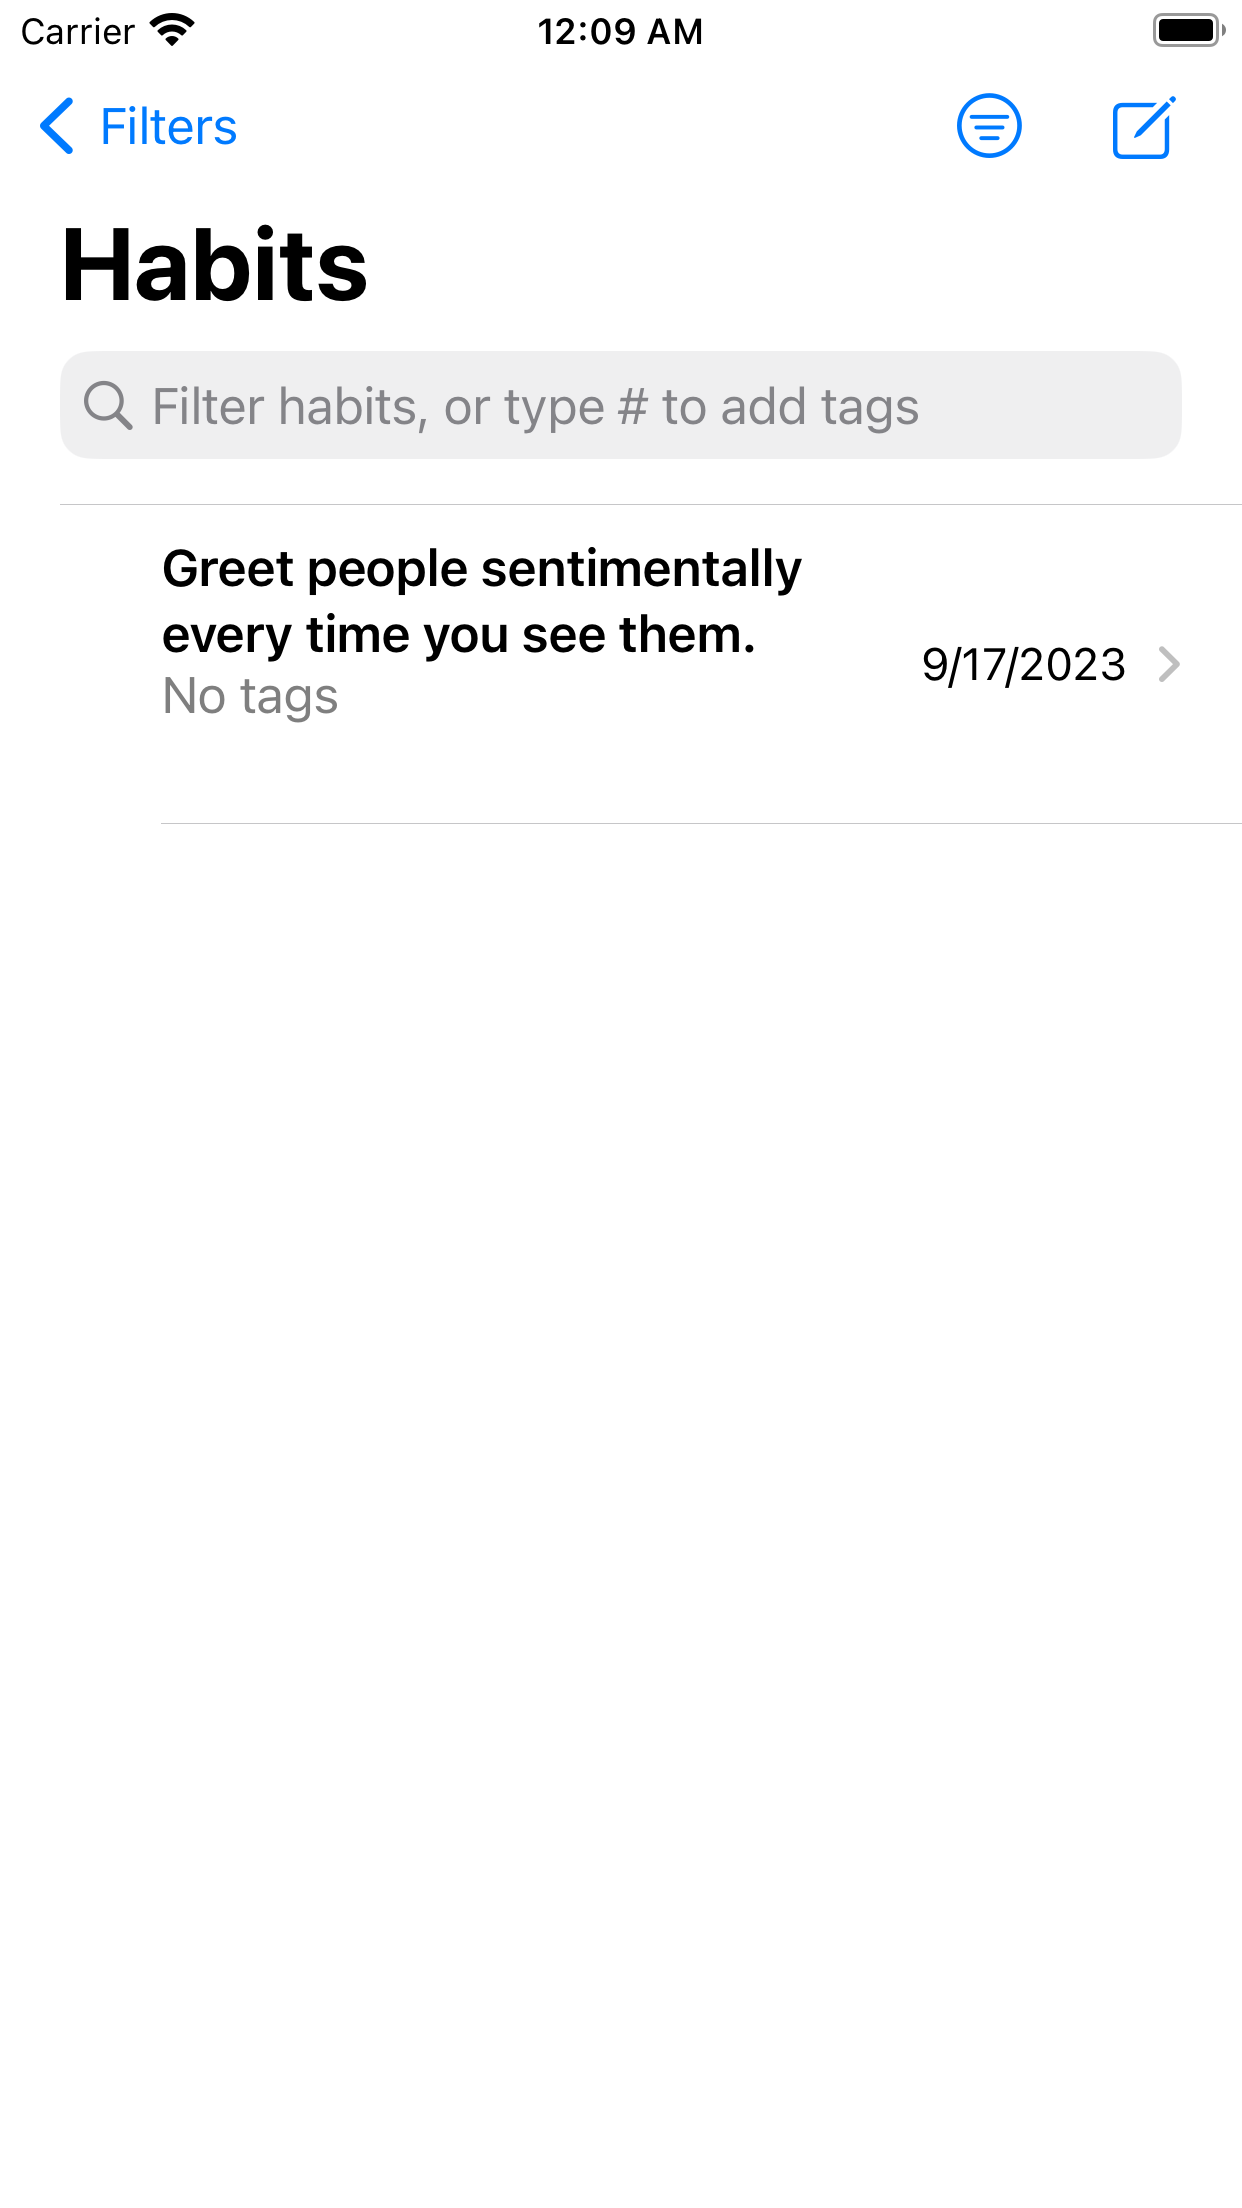 Carrier 12:09 AM
Filters
Habits
Filter habits, or type # to add tags
Greet people sentimentally
every time you see them.
9/17/2023
No tags